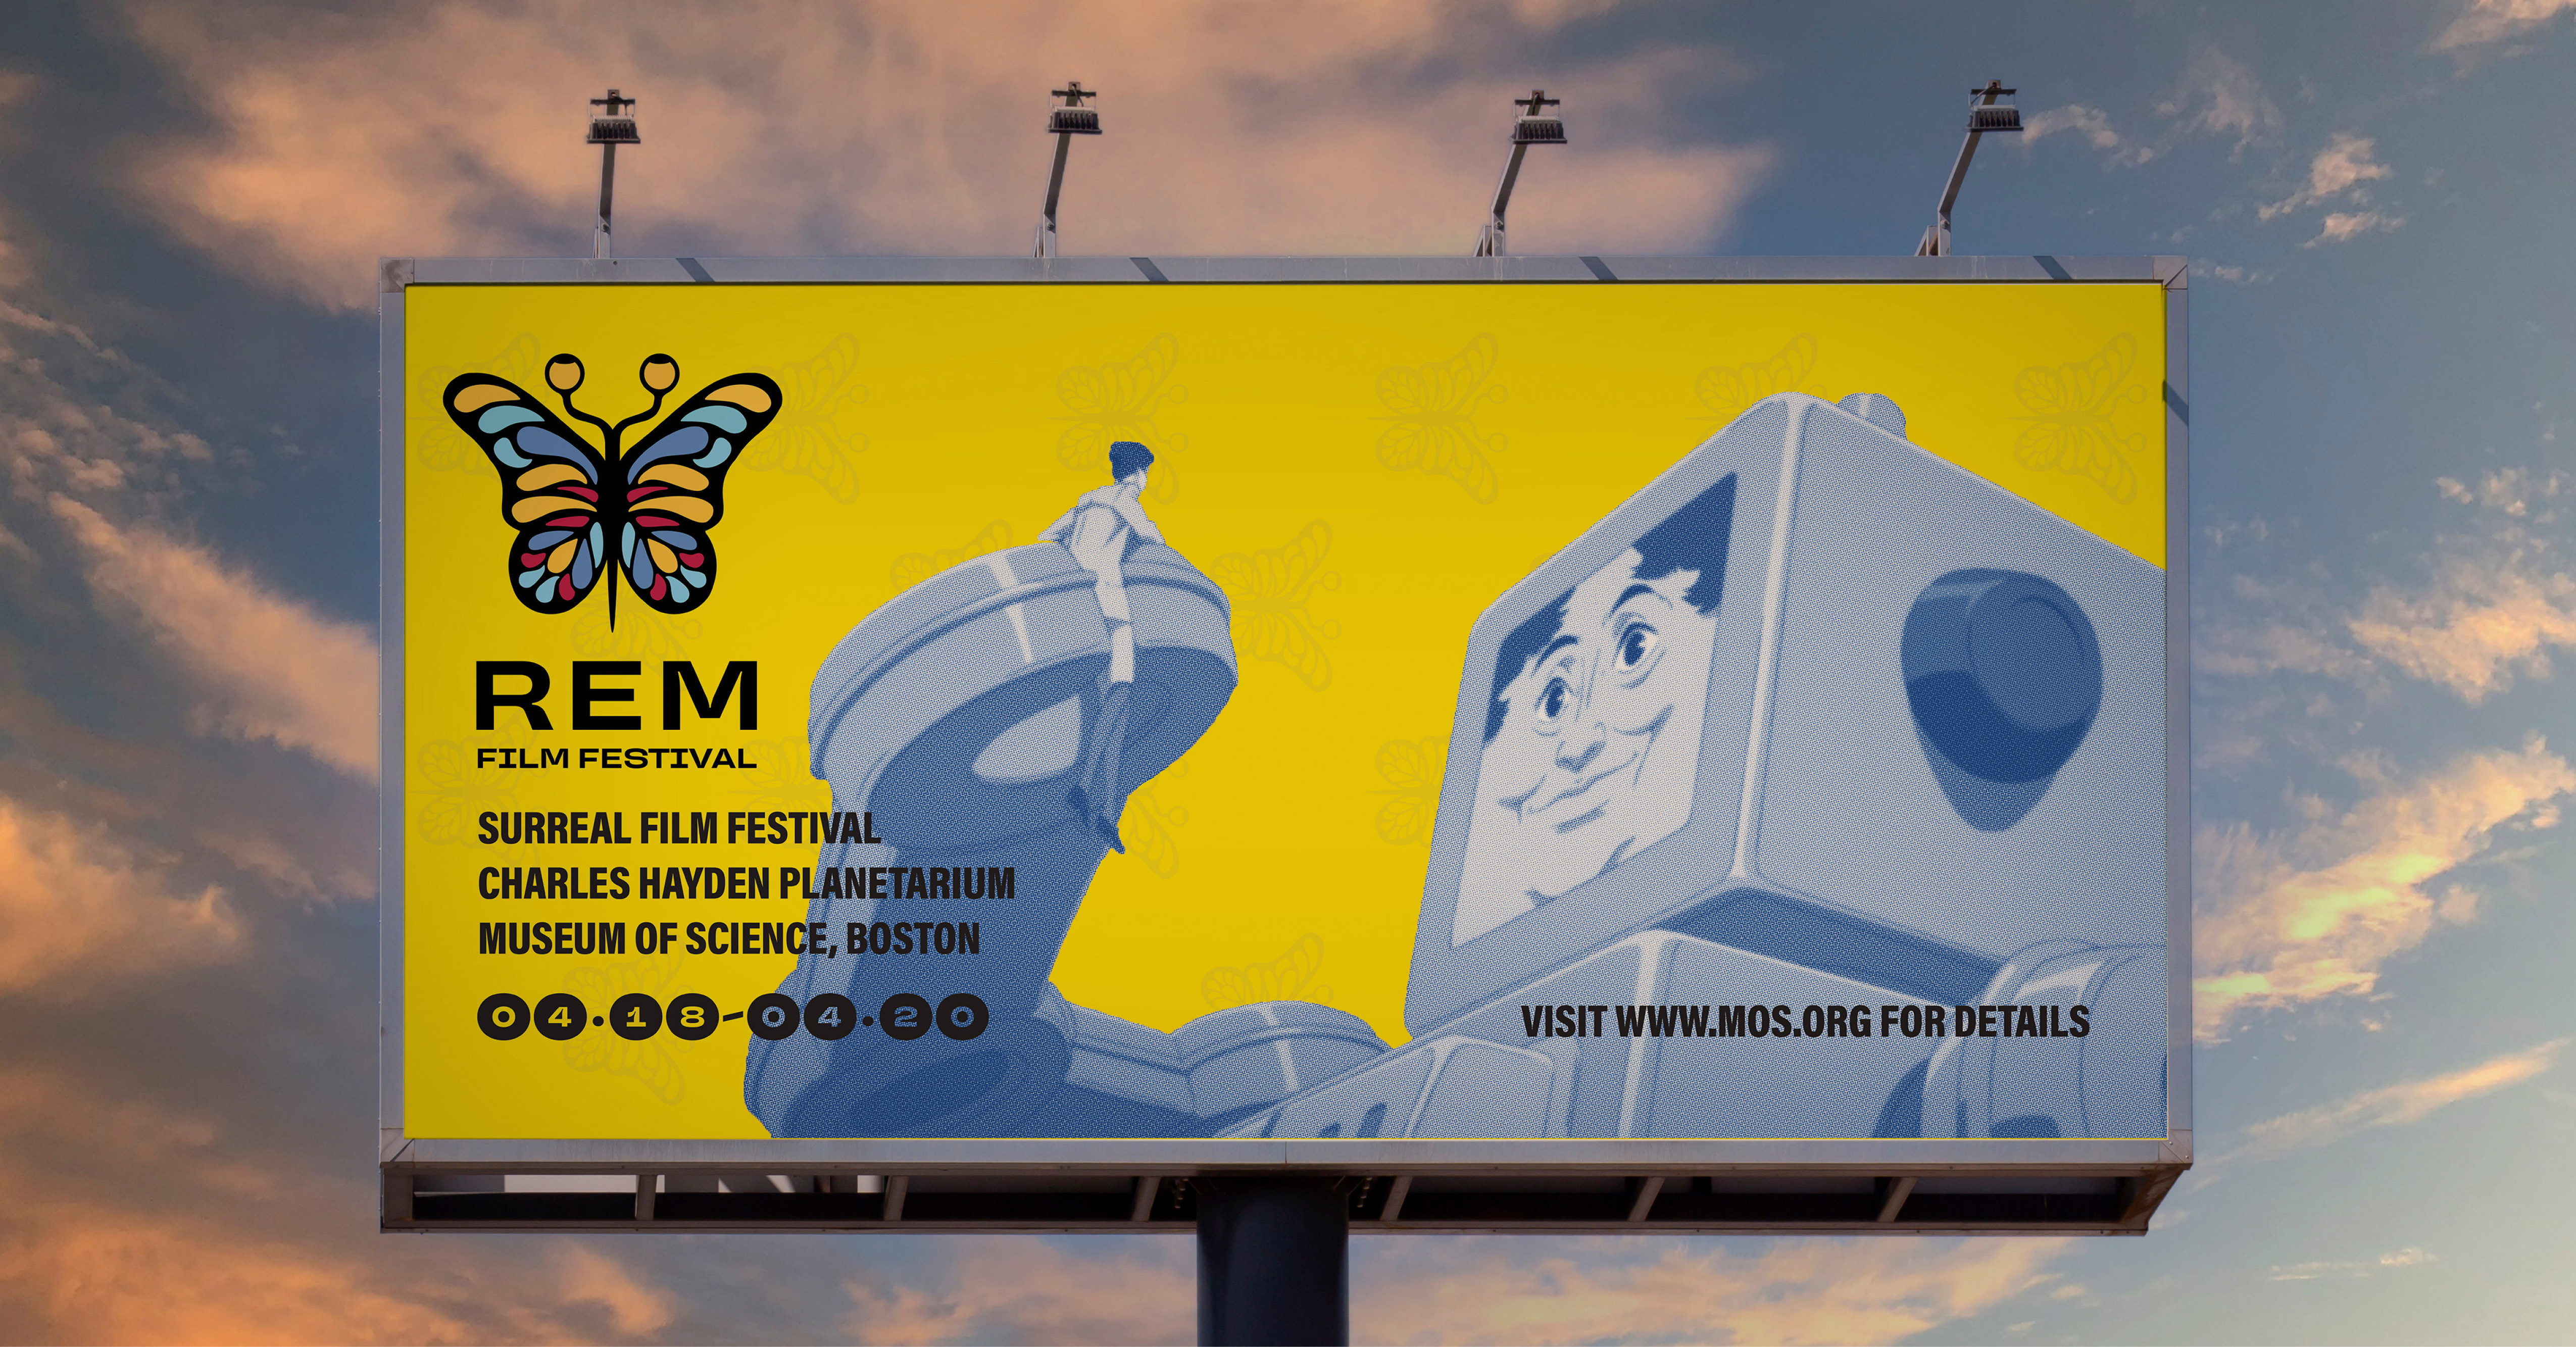 REM
FILM FESTIVAL
SURREAL FILM FESTIVAL
CHARLES HAYDEN PLANETARIUM
MUSEUM OF SCIENCE, BOSTON
04.18-04.20
VISIT WWW.MOS.ORG FOR DETAILS